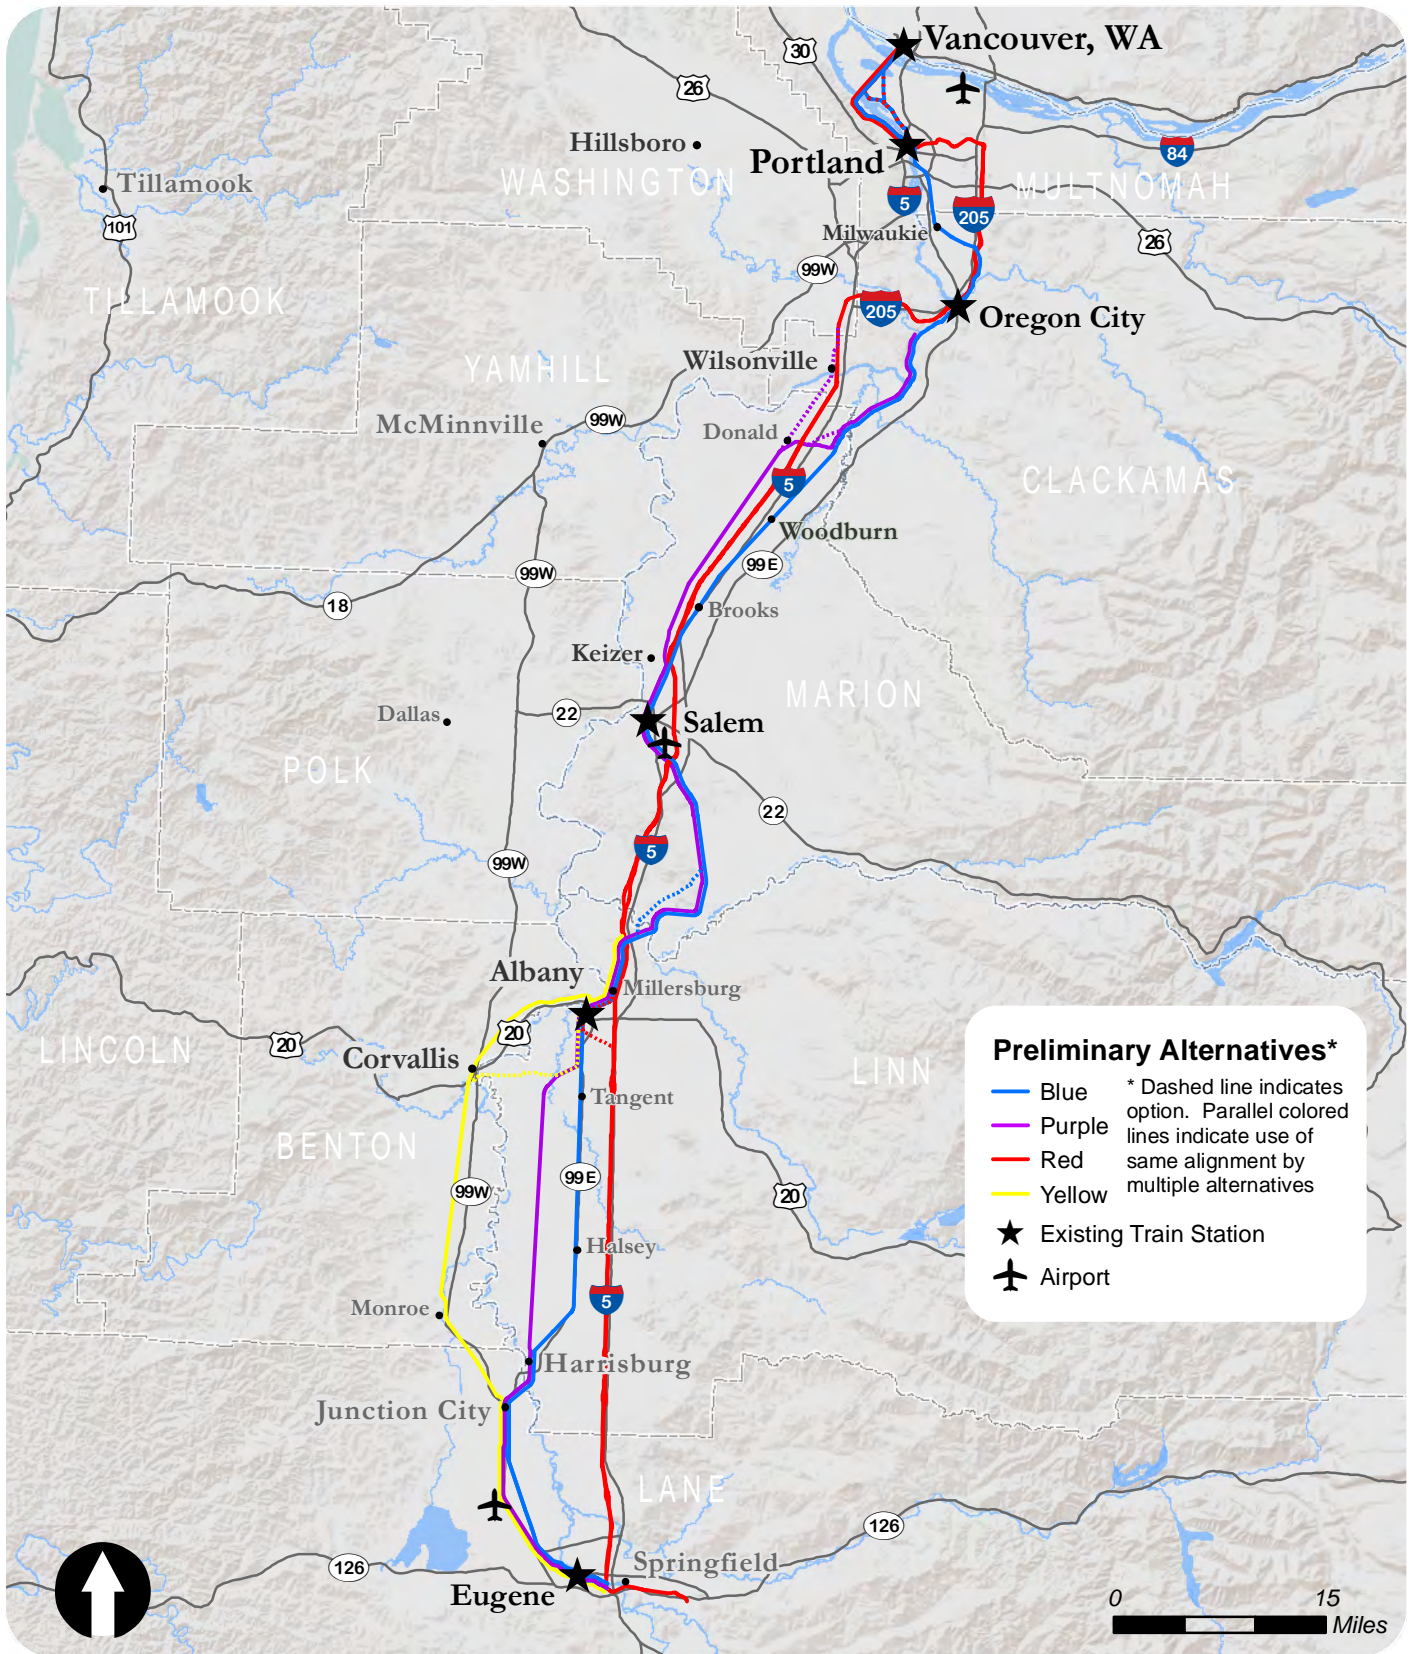 Vancouver, WA
30
26
Hillsboro
Portland
84
WASHINGTON
MULTNOMAH
Tillamook
101
5
205
Milwaukie
26
99W
TILLAMOOK
205
Oregon City
Wilsonville
YAMHILL
99W
McMinnville
Donald
CLACKAMAS
5
Woodburn
99E
99W
18
Brooks
Keizer
MARION
Dallas
22
Salem
POLK
22
5
99W
Albany
Millersburg
20
LINCOLN
20
Corvallis
LINN
Tangent
BENTON
99E
99W
20
Halsey
5
Monroe
Harrisburg
Junction City
LANE
126
126
Springfield
Eugene
Preliminary Alternatives*
Blue
Purple
Red
Yellow
* Dashed line indicates
option. Parallel colored
lines indicate use of
same alignment by
multiple alternatives
Existing Train Station
Airport
0 15
Miles